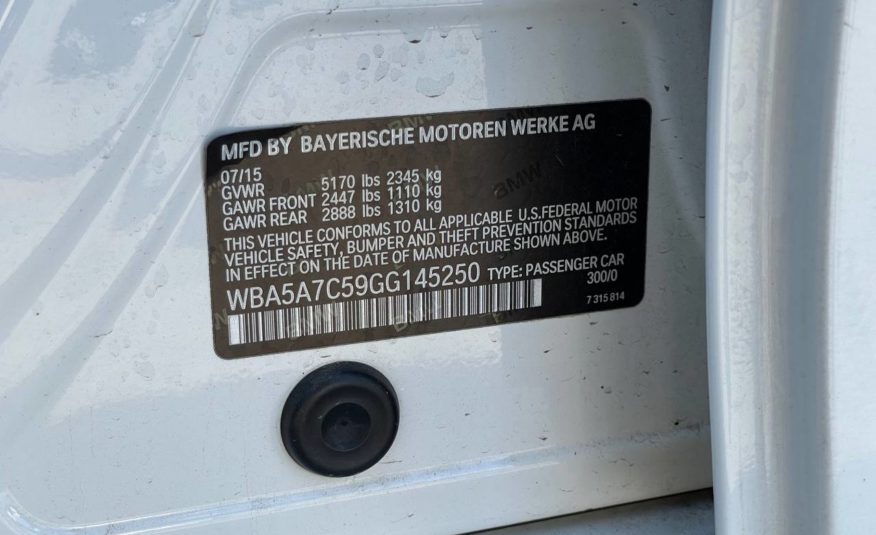 MFD BY BAYERISCHE MOTOREN WERKE AG
07/15
GVWR 5170 lbs 2345 kg
GAWR FRONT 2447 lbs 1110 kg
GAWR REAR 2888 lbs 1310 kg
THIS VEHICLE CONFORMS TO ALL APPLICABLE U.S.FEDERAL MOTOR
VEHICLE SAFETY, BUMPER AND THEFT PREVENTION STANDARDS
IN EFFECT ON THE DATE OF MANUFACTURE SHOWN ABOVE.
WBA5A7C59GG145250 TYPE: PASSENGER CAR
300/0
7 315 814
BMW
BMW